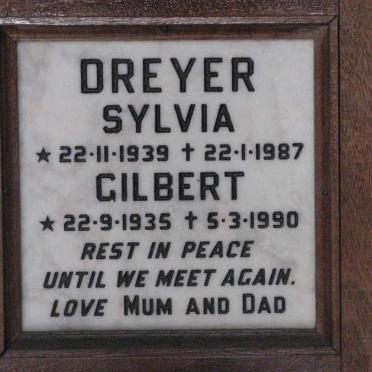 DREYER
SYLVIA
★ 22·11·1939 ✝ 22·1·1987
GILBERT
★ 22·9·1935 ✝ 5·3·1990
REST IN PEACE
UNTIL WE MEET AGAIN.
LOVE MUM AND DAD